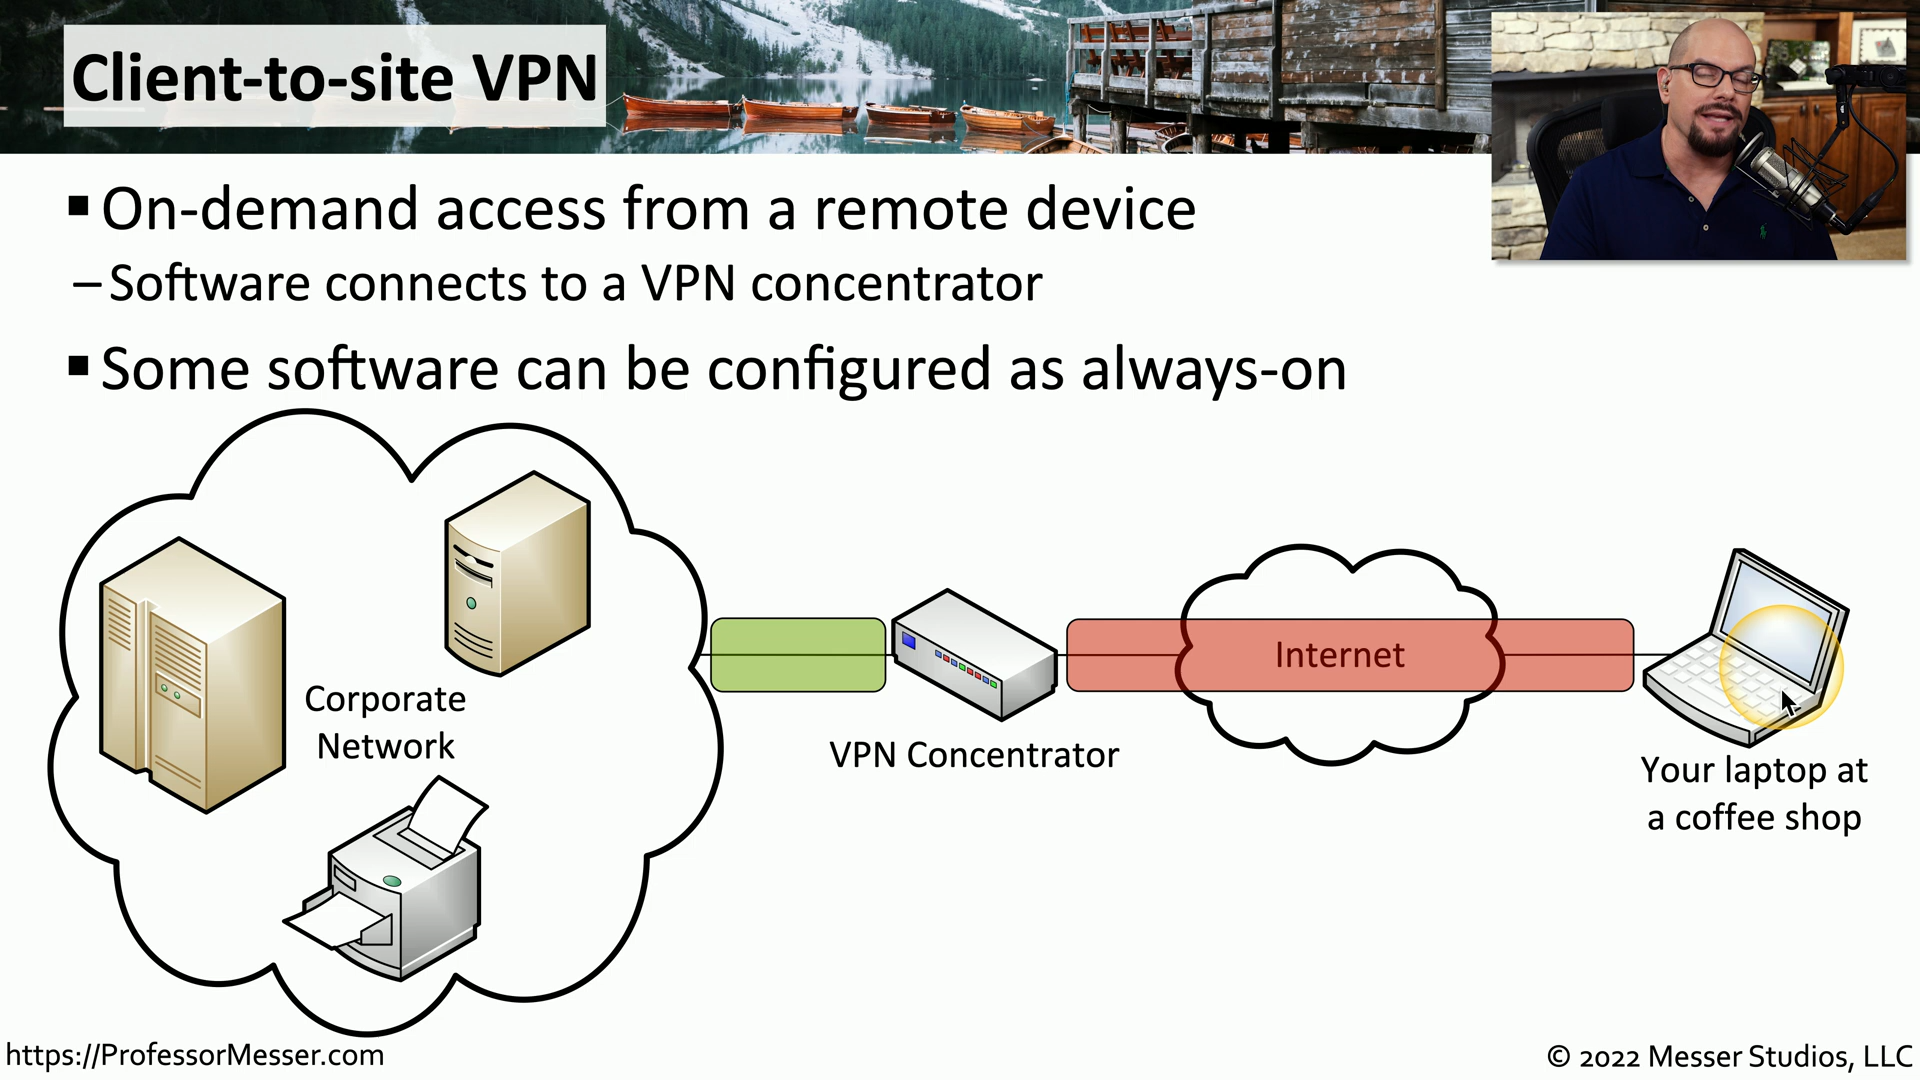 Client-to-site VPN
▪ On-demand access from a remote device
– Software connects to a VPN concentrator
▪ Some software can be configured as always-on
Corporate
Network
VPN Concentrator
Internet
Your laptop at
a coffee shop
https://ProfessorMesser.com
© 2022 Messer Studios, LLC